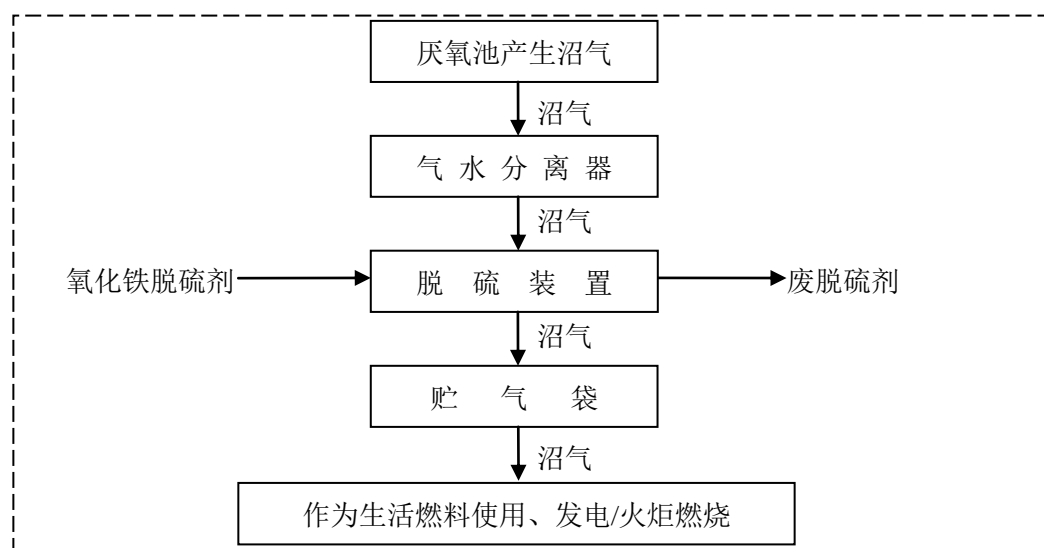 厌氧池产生沼气
沼气
气水分离器
沼气
氧化铁脱硫剂
脱硫装置
废脱硫剂
沼气
贮气袋
沼气
作为生活燃料使用、发电/火炬燃烧